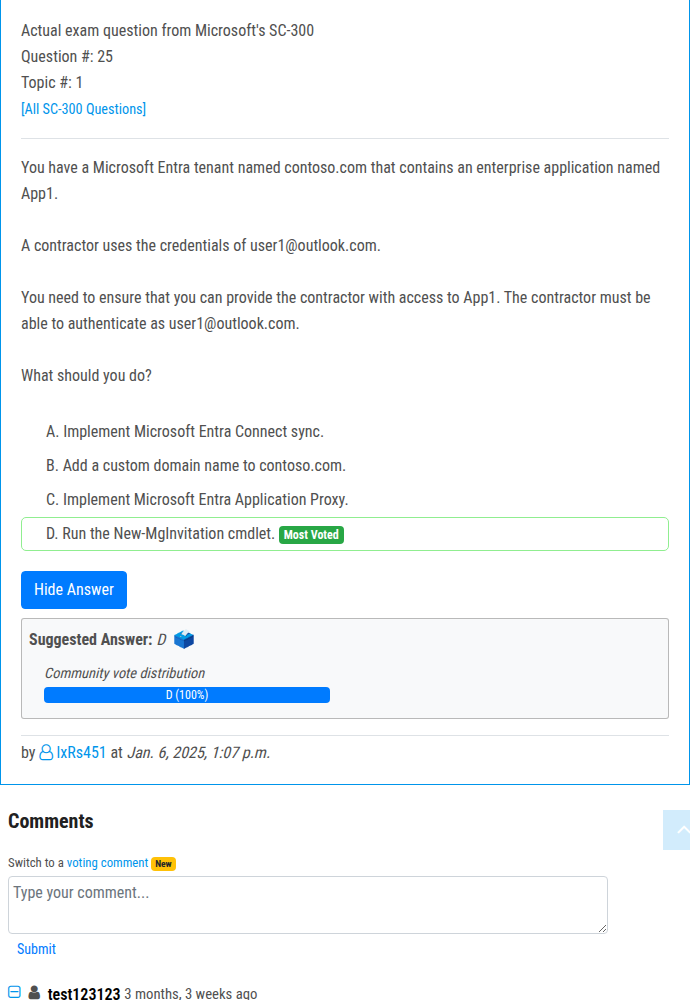 Actual exam question from Microsoft's SC-300
Question #: 25
Topic #: 1
[All SC-300 Questions]
You have a Microsoft Entra tenant named contoso.com that contains an enterprise application named
App1.
A contractor uses the credentials of user1@outlook.com.
You need to ensure that you can provide the contractor with access to App1. The contractor must be
able to authenticate as user1@outlook.com.
What should you do?
A. Implement Microsoft Entra Connect sync.
B. Add a custom domain name to contoso.com.
C. Implement Microsoft Entra Application Proxy.
D. Run the New-MgInvitation cmdlet. Most Voted
Hide Answer
Suggested Answer: D
Community vote distribution
D (100%)
by IxRs451 at Jan. 6, 2025, 1:07 p.m.
Comments
Switch to a voting comment New
Type your comment...
Submit
test123123 3 months, 3 weeks ago